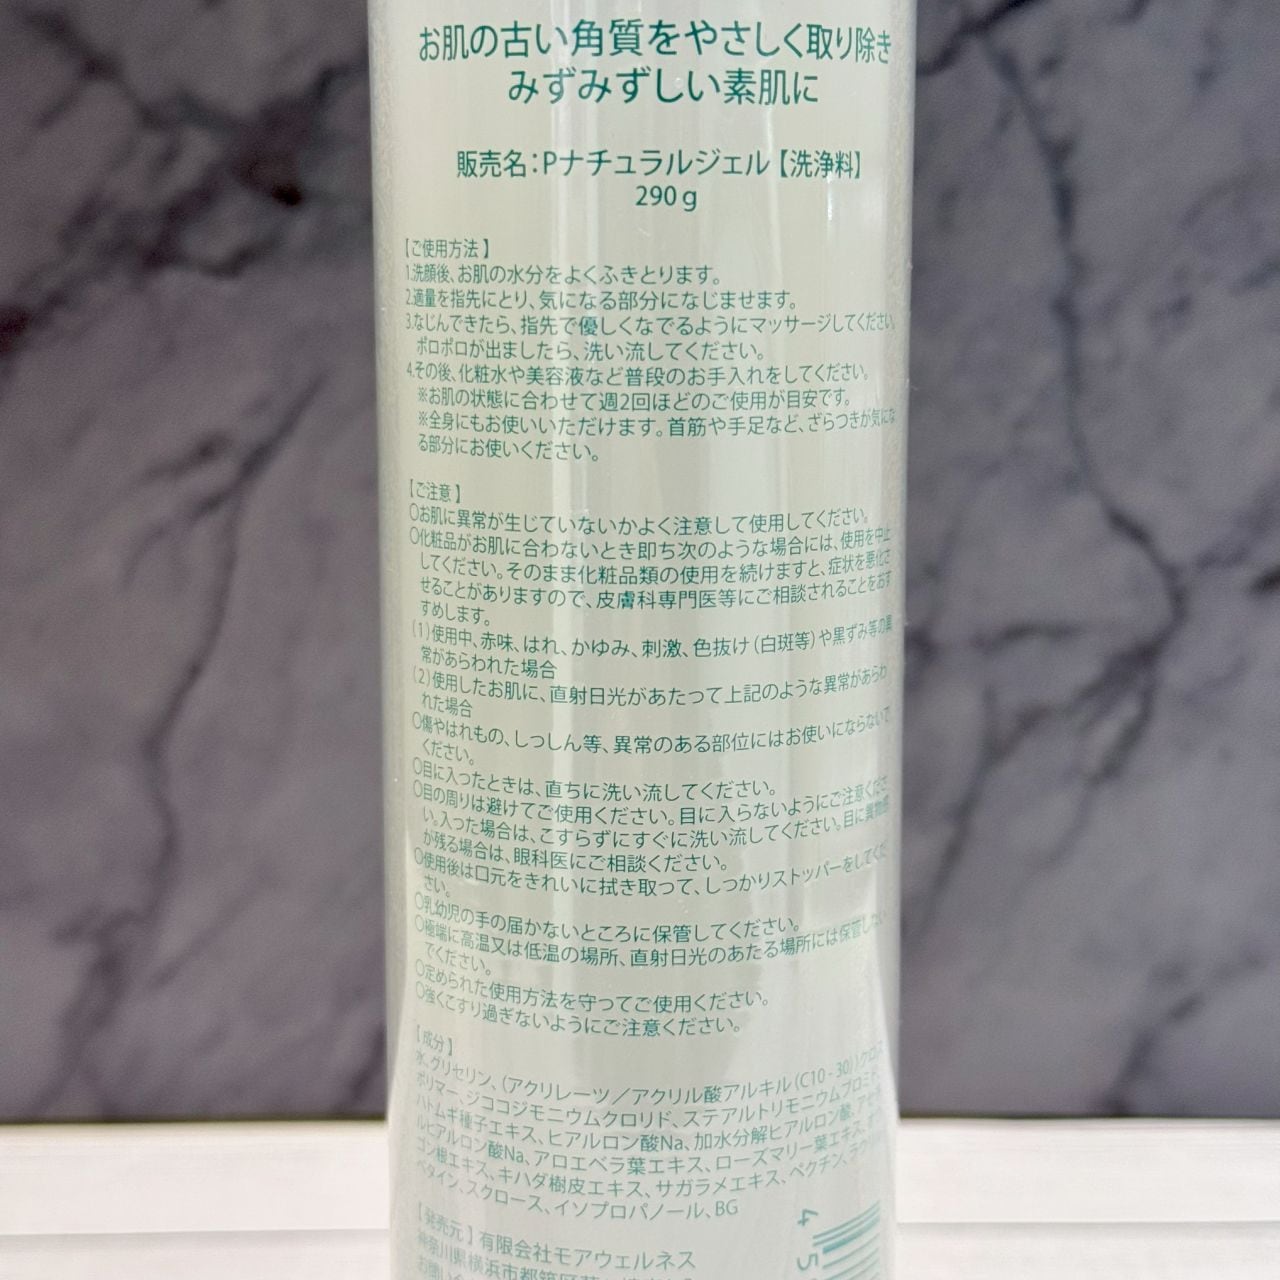 お肌の古い角質をやさしく取り除き
みずみずしい素肌に
販売名：Pナチュラルジェル【洗浄料】
290g
【ご使用方法】
1.洗顔後、お肌の水分をよくふきとります。
2.適量を指先にとり、気になる部分になじませます。
3.なじんできたら、指先で優しくなでるようにマッサージしてください。
ポロポロが出ましたら、洗い流してください。
4.その後、化粧水や美容液など普段のお手入れをしてください。
※お肌の状態に合わせて週2回ほどのご使用が目安です。
※全身にもお使いいただけます。首筋や手足など、ざらつきが気にな
る部分にお使いください。
【ご注意】
○お肌に異常が生じていないかよく注意して使用してください。
○化粧品がお肌に合わないとき即ち次のような場合には、使用を中止
してください。そのまま化粧品類の使用を続けますと、症状を悪化さ
せることがありますので、皮膚科専門医等にご相談されることをおす
すめします。
(1)使用中、赤味、はれ、かゆみ、刺激、色抜け(白斑等)や黒ずみ等の異
常があらわれた場合
(2)使用したお肌に、直射日光があたって上記のような異常があらわ
れた場合
○傷やはれもの、しっしん等、異常のある部位にはお使いにならないで
ください。
○目に入ったときは、直ちに洗い流してください。
○目の周りは避けてご使用ください。目に入らないようにご注意くださ
い。入った場合は、こすらずにすぐに洗い流してください。目に異物感
が残る場合は、眼科医にご相談ください。
○使用後は口元をきれいに拭き取って、しっかりストッパーをしてくだ
さい。
○乳幼児の手の届かないところに保管してください。
○極端に高温又は低温の場所、直射日光のあたる場所には保管しない
でください。
○定められた使用方法を守ってご使用ください。
○強くこすり過ぎないようにご注意ください。
【成分】
水、グリセリン、(アクリレーツ／アクリル酸アルキル(C10-30))クロス
ポリマー、ジココジモニウムクロリド、ステアルトリモニウムブロミド、
ハトムギ種子エキス、ヒアルロン酸Na、加水分解ヒアルロン酸、アセチ
ルヒアルロン酸Na、アロエベラ葉エキス、ローズマリー葉エキス、
ゴン根エキス、キハダ樹皮エキス、サガラメエキス、ペクチン、
ベタイン、スクロース、イソプロパノール、BG
【発売元】有限会社モアウェルネス
神奈川県横浜市都筑区
4 5